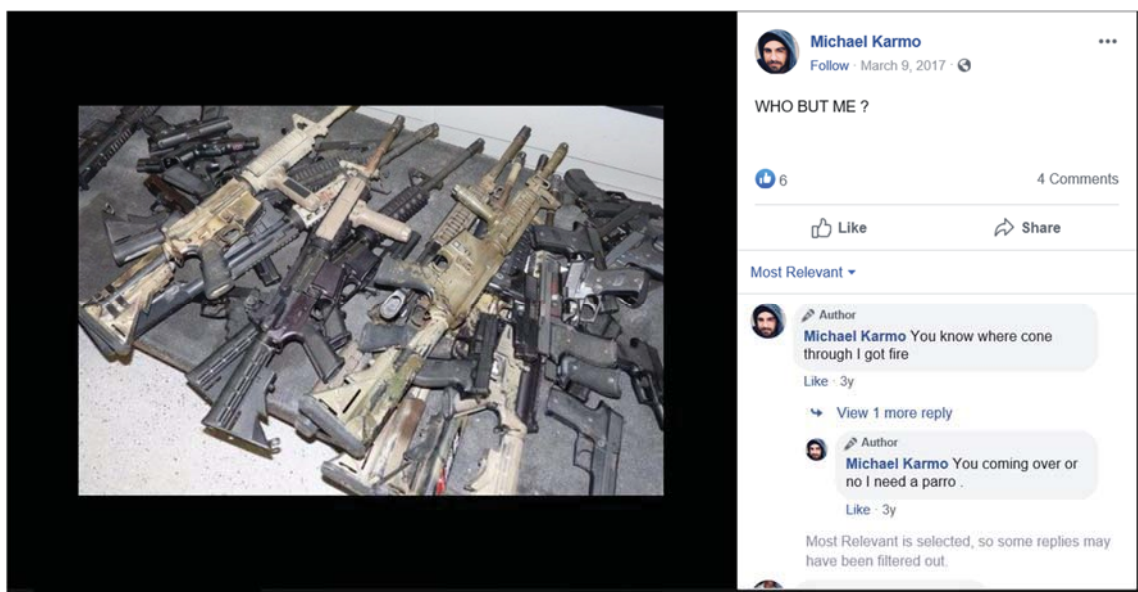 Michael Karmo
Follow · March 9, 2017 ·
WHO BUT ME ?
6
4 Comments
Like
Share
Most Relevant
Author
Michael Karmo You know where cone
through I got fire
Like · 3y
View 1 more reply
Author
Michael Karmo You coming over or
no I need a parro .
Like · 3y
Most Relevant is selected, so some replies may
have been filtered out.